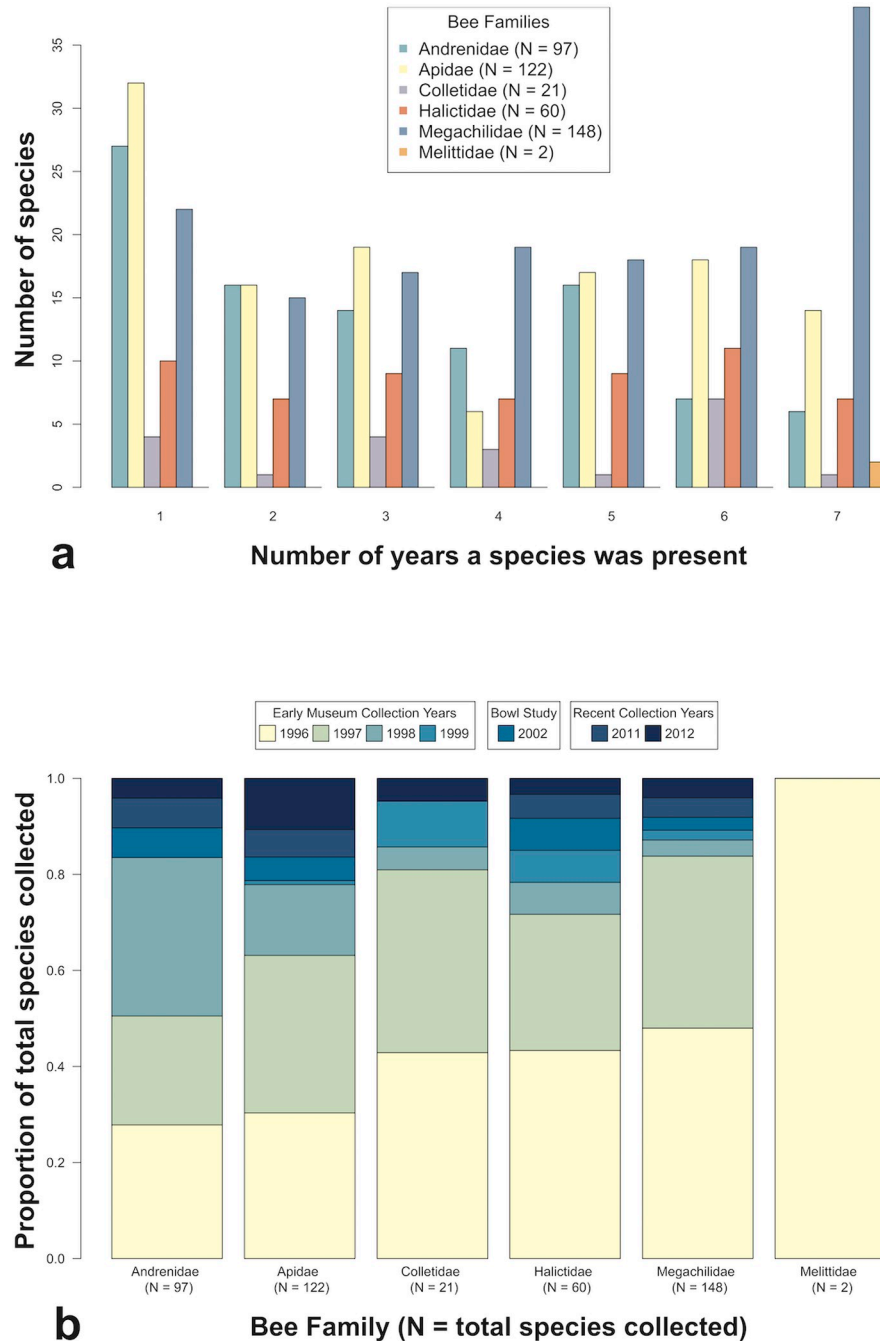 Bee Families
Andrenidae (N = 97)
Apidae (N = 122)
Colletidae (N = 21)
Halictidae (N = 60)
Megachilidae (N = 148)
Melittidae (N = 2)
Number of species
35
30
25
20
15
10
5
0
1 2 3 4 5 6 7
a Number of years a species was present
Early Museum Collection Years Bowl Study Recent Collection Years
1996 1997 1998 1999 2002 2011 2012
Proportion of total species collected
1.0
0.8
0.6
0.4
0.2
0.0
Andrenidae Apidae Colletidae Halictidae Megachilidae Melittidae
(N = 97) (N = 122) (N = 21) (N = 60) (N = 148) (N = 2)
b Bee Family (N = total species collected)